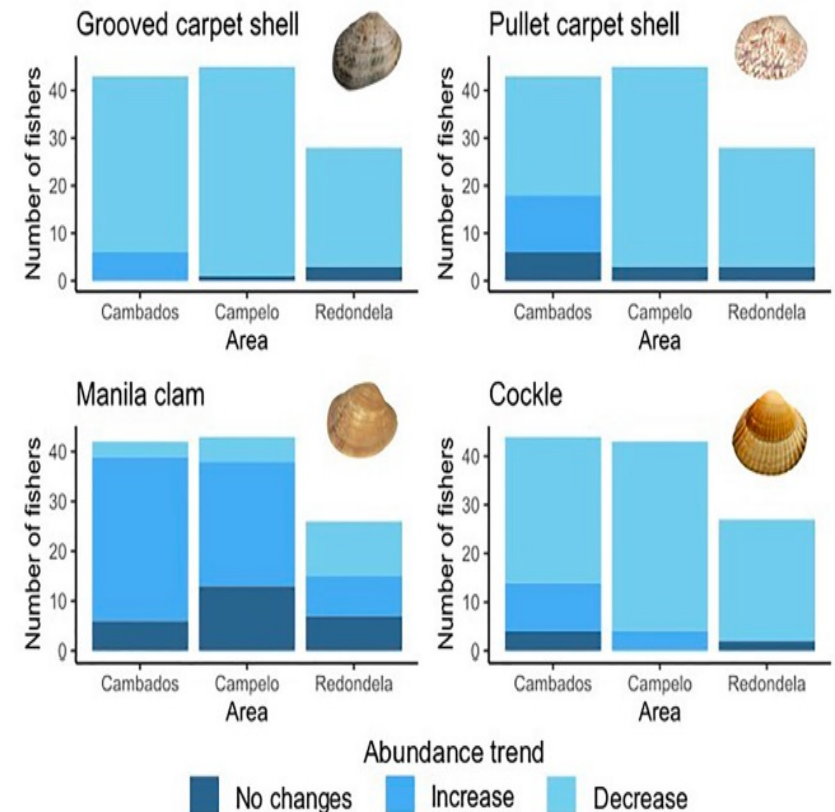 Grooved carpet shell
Number of fishers
40
30
20
10
0
Cambados Campelo Redondela
Area
Pullet carpet shell
Number of fishers
40
30
20
10
0
Cambados Campelo Redondela
Area
Manila clam
Number of fishers
40
30
20
10
0
Cambados Campelo Redondela
Area
Cockle
Number of fishers
40
30
20
10
0
Cambados Campelo Redondela
Area
Abundance trend
No changes Increase Decrease